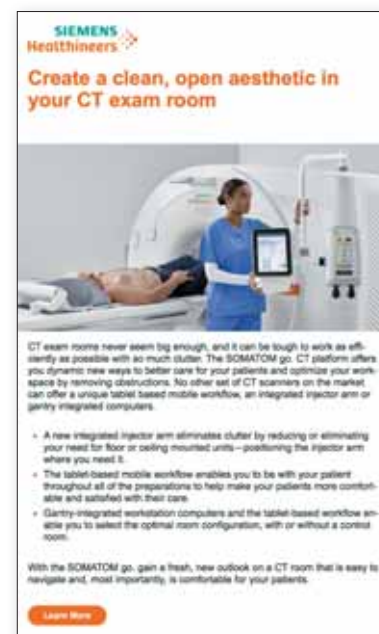 SIEMENS
Healthineers
Create a clean, open aesthetic in
your CT exam room
CT exam rooms never seem big enough, and it can be tough to work as effi-
ciently as possible with so much clutter. The SOMATOM go. CT platform offers
you dynamic new ways to better care for your patients and optimize your work-
space by removing obstructions. No other set of CT scanners on the market
can offer a unique tablet based mobile workflow, an integrated injector arm or
gantry integrated computers.
• A new integrated injector arm eliminates clutter by reducing or eliminating
your need for floor or ceiling mounted units—positioning the injector arm
where you need it.
• The tablet-based mobile workflow enables you to be with your patient
throughout all of the preparations to help make your patients more comfort-
able and satisfied with their care.
• Gantry-integrated workstation computers and the tablet-based workflow en-
able you to select the optimal room configuration, with or without a control
room.
With the SOMATOM go. gain a fresh, new outlook on a CT room that is easy to
navigate and, most importantly, is comfortable for your patients.
Learn More